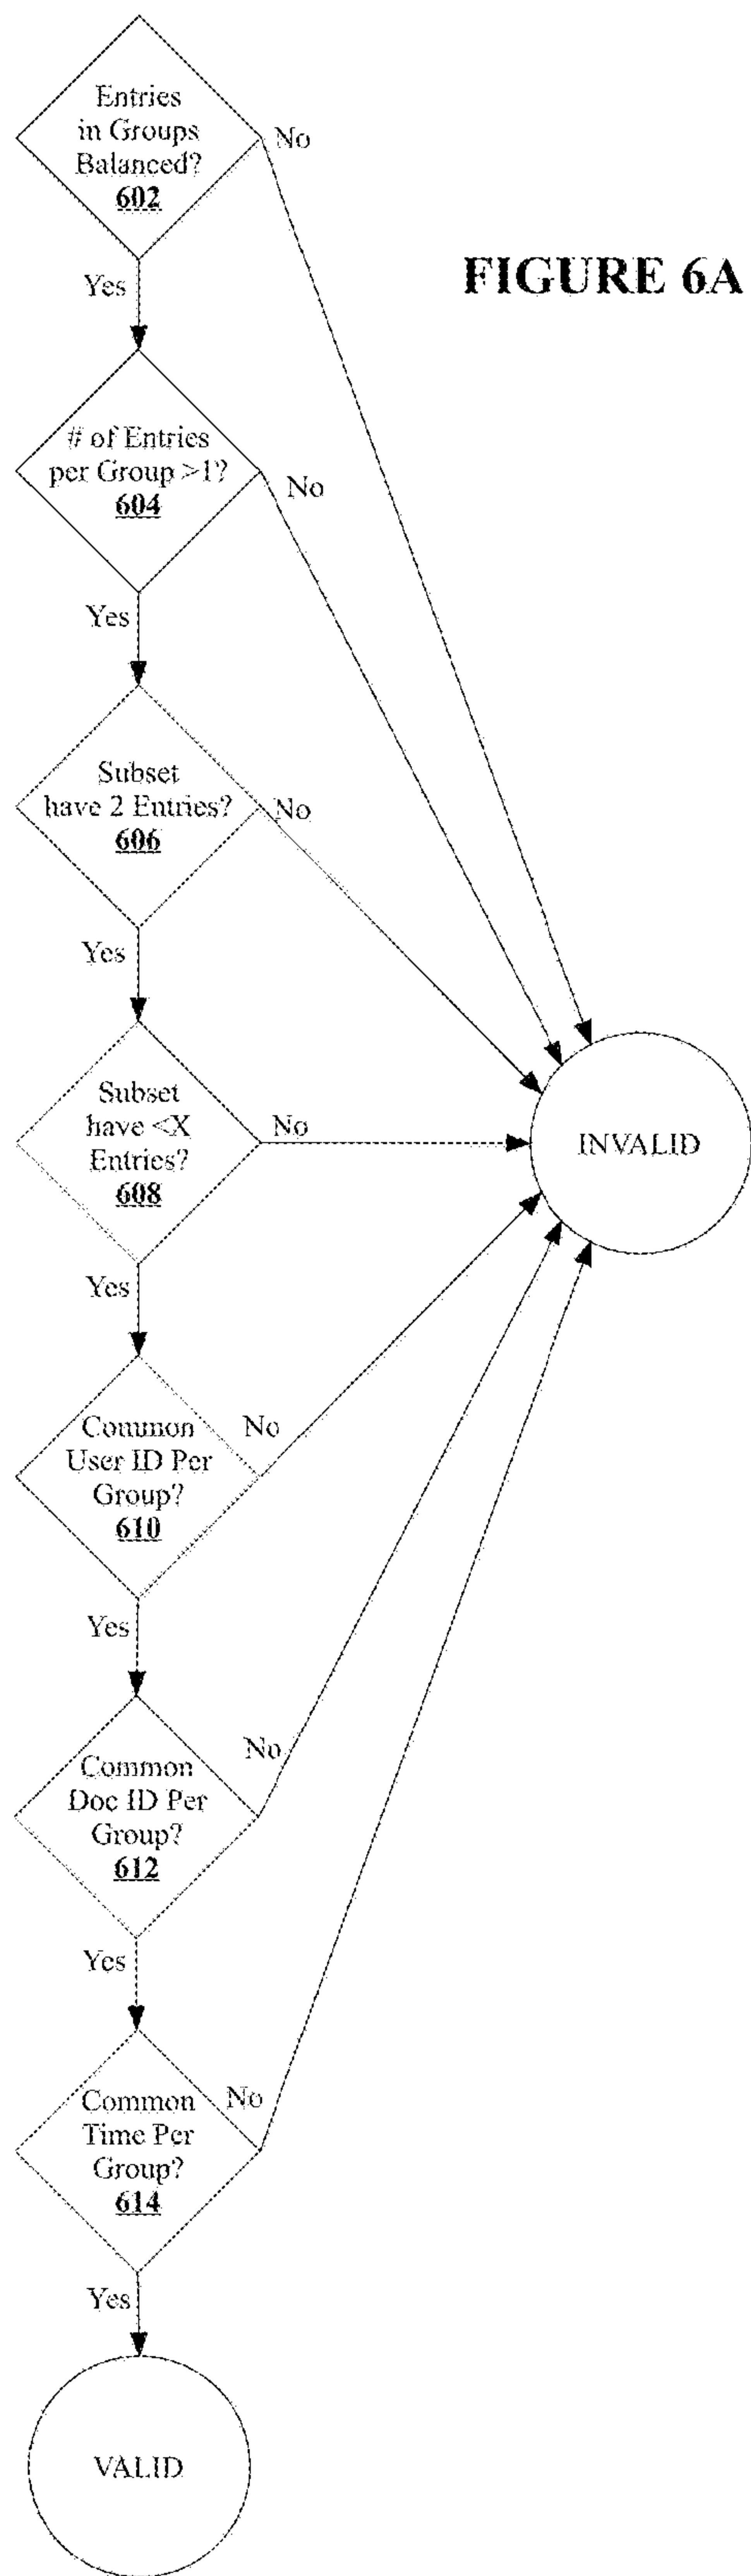 Entries
in Groups
Balanced?
602
No
FIGURE 6A
Yes
# of Entries
per Group >1?
604
No
Yes
Subset
have 2 Entries?
606
No
Yes
Subset
have <X
Entries?
608
No
INVALID
Yes
Common
User ID Per
Group?
610
No
Yes
Common
Doc ID Per
Group?
612
No
Yes
Common
Time Per
Group?
614
No
Yes
VALID